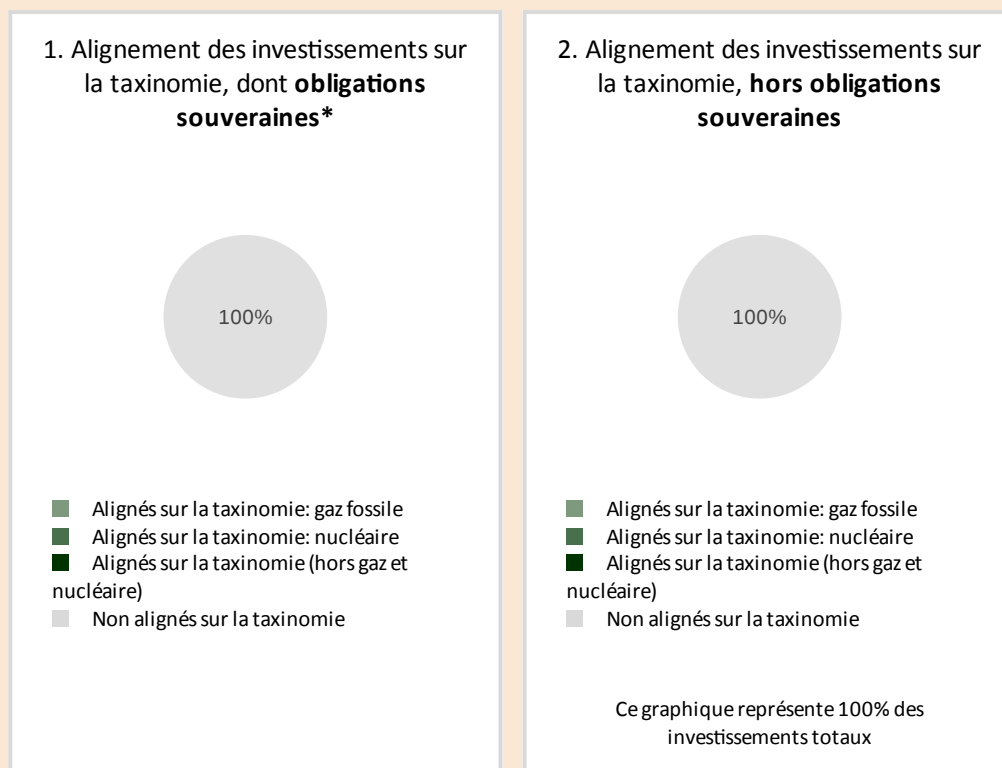 1. Alignement des investissements sur
la taxinomie, dont obligations
souveraines*
100%
Alignés sur la taxinomie: gaz fossile
Alignés sur la taxinomie: nucléaire
Alignés sur la taxinomie (hors gaz et
nucléaire)
Non alignés sur la taxinomie
2. Alignement des investissements sur
la taxinomie, hors obligations
souveraines
100%
Alignés sur la taxinomie: gaz fossile
Alignés sur la taxinomie: nucléaire
Alignés sur la taxinomie (hors gaz et
nucléaire)
Non alignés sur la taxinomie
Ce graphique représente 100% des
investissements totaux